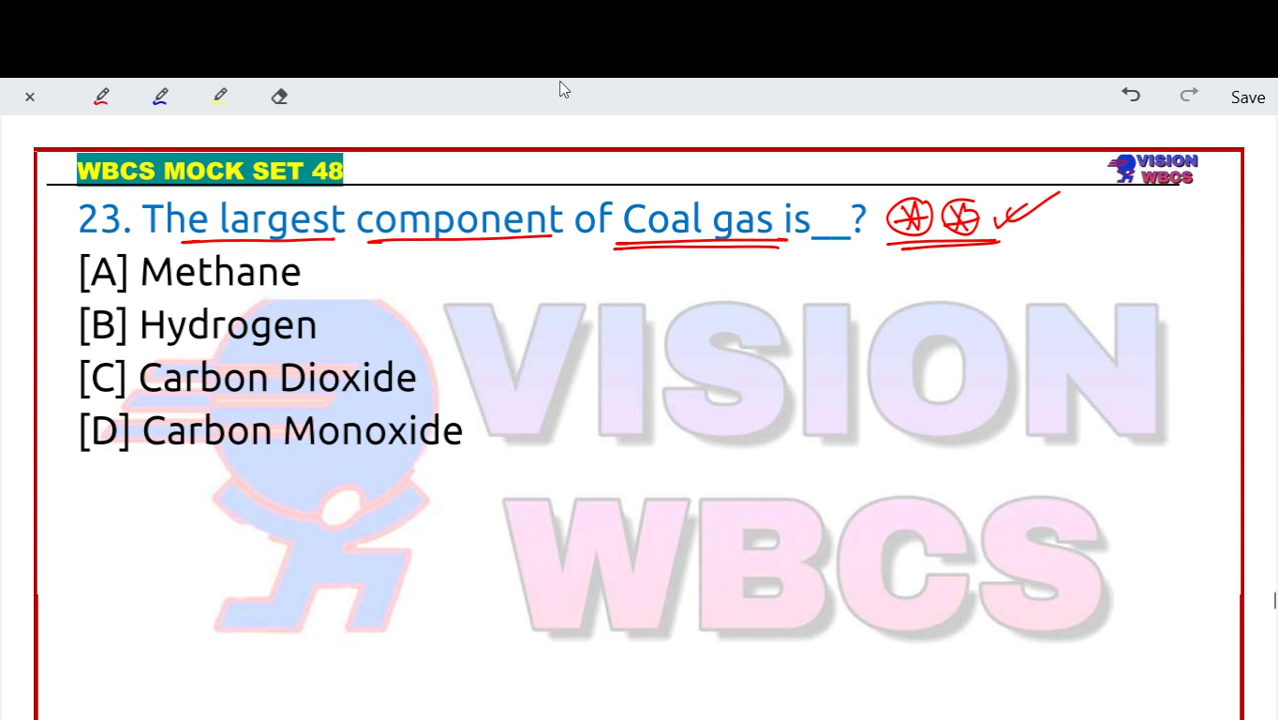 Save
WBCS MOCK SET 48
VISION
WBCS
23. The largest component of Coal gas is__?
[A] Methane
[B] Hydrogen
[C] Carbon Dioxide
[D] Carbon Monoxide
VISION
WBCS